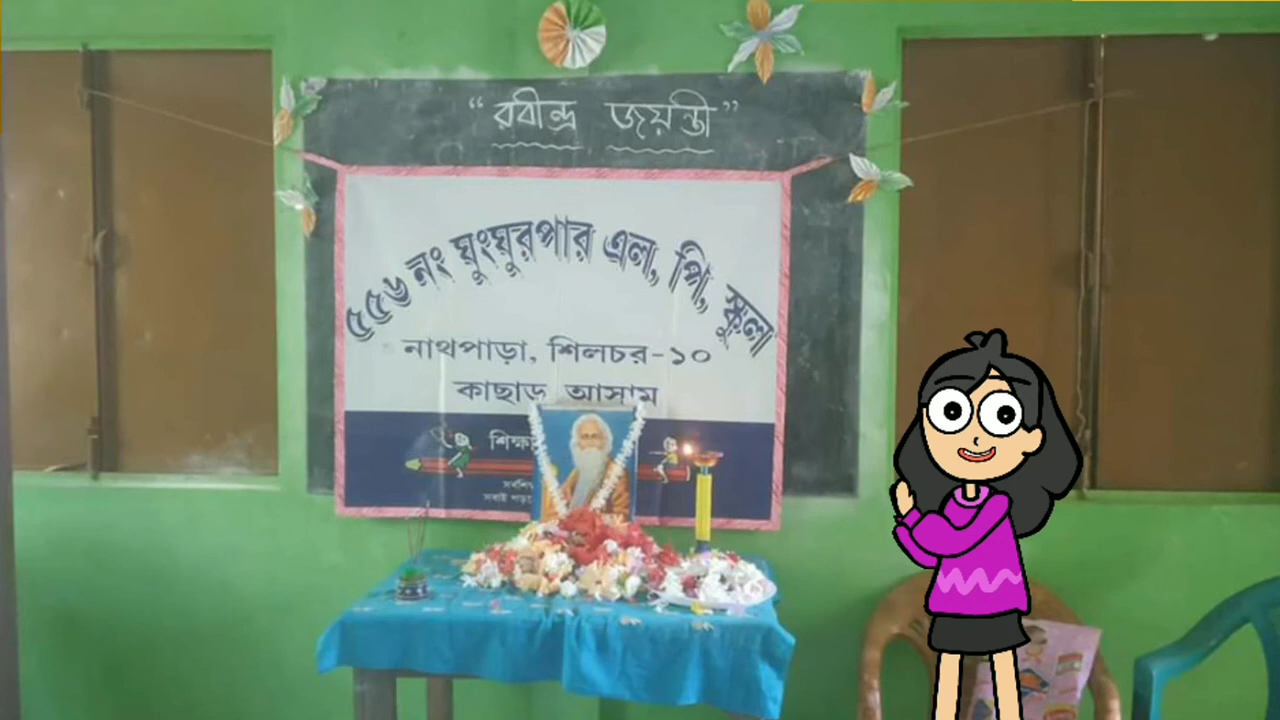 “রবীন্দ্র জয়ন্তী”
৫৫৬ নং ঘুংঘুরপার এল, পি, স্কুল
নাথপাড়া, শিলচর-১০
কাছাড় আসাম